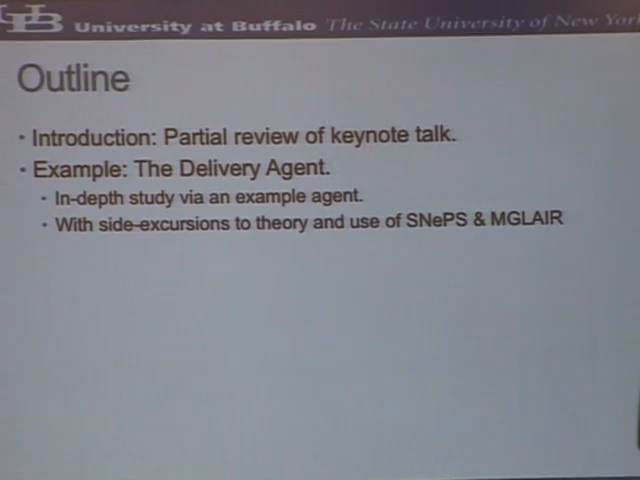 UB University at Buffalo The State University of New York
Outline
• Introduction: Partial review of keynote talk.
• Example: The Delivery Agent.
• In-depth study via an example agent.
• With side-excursions to theory and use of SNePS & MGLAIR